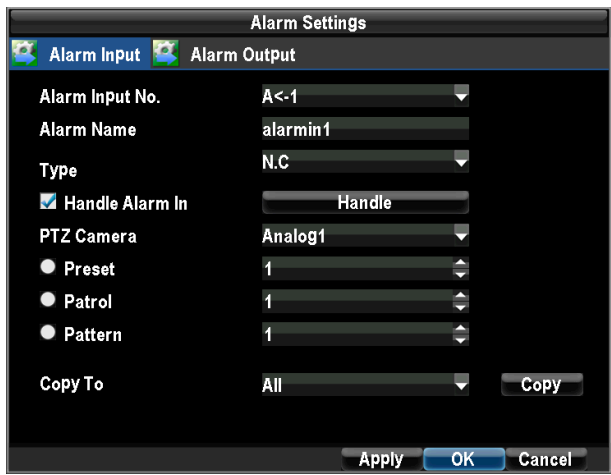 Alarm Settings
Alarm Input Alarm Output
Alarm Input No. A<-1
Alarm Name alarmin1
Type N.C
Handle Alarm In Handle
PTZ Camera Analog1
Preset 1
Patrol 1
Pattern 1
Copy To All Copy
Apply OK Cancel